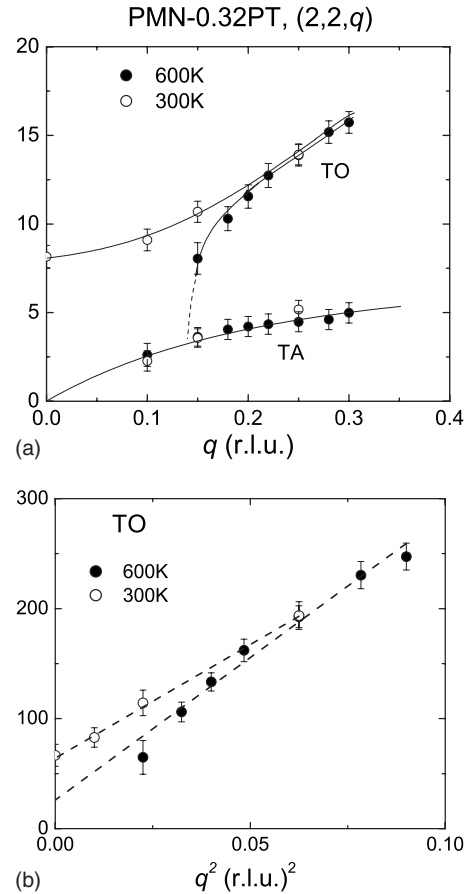 PMN-0.32PT, (2,2,q)
20
600K
300K
15
TO
10
5
TA
0
0.0 0.1 0.2 0.3 0.4
(a) q (r.l.u.)
300
TO
600K
300K
200
100
0
0.00 0.05 0.10
(b) q² (r.l.u.)²